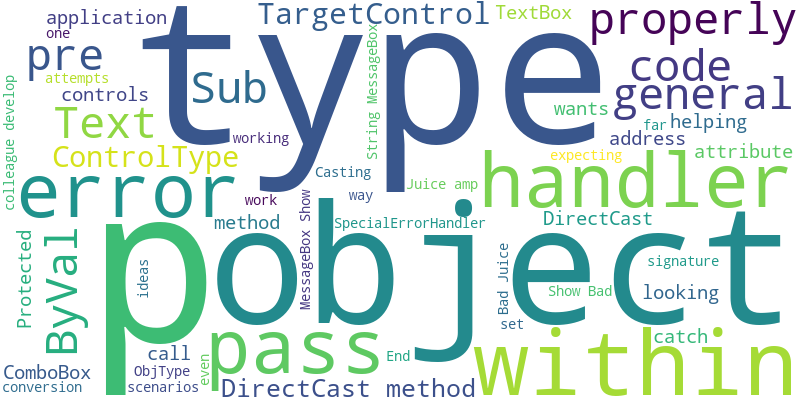 application
one
attempts
pre
controls
Text
ControlType
error
colleague develop
type
Sub
working
TargetControl
String MessageBox
TextBox
properly
code
general
wants
far
helping
address
expecting
attribute
handler
Juice amp
Casting
way
work
method
MessageBox Show
SpecialErrorHandler
DirectCast
p
object
Protected
ByVal
ideas
Bad Juice
signature
Show Bad
looking
set
catch
call
pass
End
within
ComboBox
conversion
ObjType
scenarios
even
DirectCast method